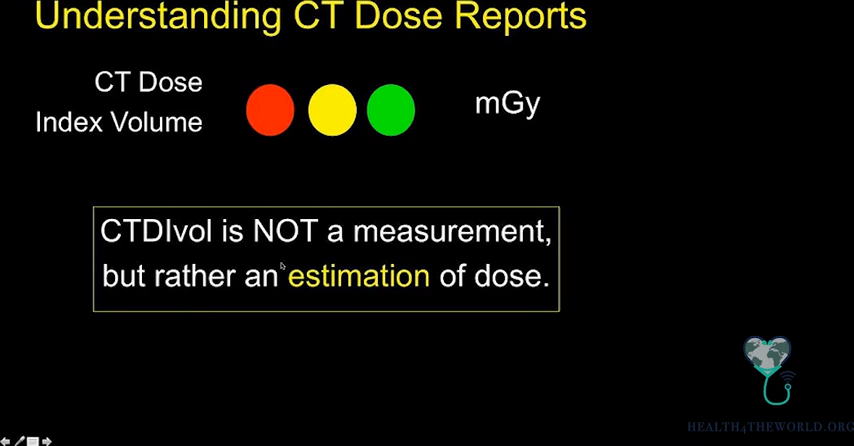 Understanding CT Dose Reports
CT Dose
Index Volume
mGy
CTDIvol is NOT a measurement,
but rather an estimation of dose.
HEALTH4THEWORLD.ORG